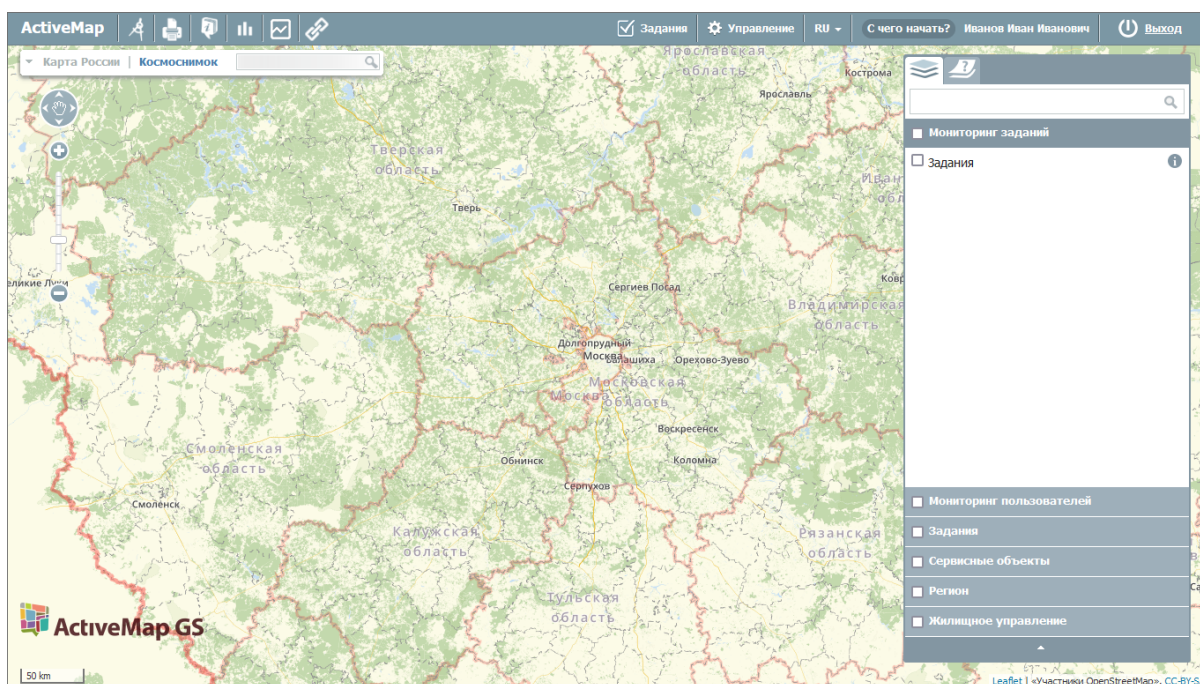 ActiveMap Задания Управление RU С чего начать? Иванов Иван Иванович Выход
Карта России | Космоснимок
Ярославская
область
Кострома
Ярославль
Мониторинг заданий
Тверская
область
Задания
Тверь
Сергиев Посад
Владимирская
область
Долгопрудный
Москва
Балашиха
Орехово-Зуево
Московская
область
Москва
Воскресенск
Смоленская
область
Обнинск
Коломна
Серпухов
Смоленск
Мониторинг пользователей
Калужская
область
Рязанская
область
Задания
Сервисные объекты
Регион
Тульская
область
Жилищное управление
ActiveMap GS
50 km
Leaflet | «Участники OpenStreetMap», CC-BY-S